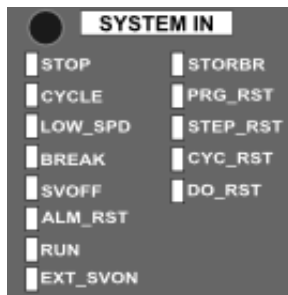 SYSTEM IN
STOP
CYCLE
LOW_SPD
BREAK
SVOFF
ALM_RST
RUN
EXT_SVON
STORBR
PRG_RST
STEP_RST
CYC_RST
DO_RST